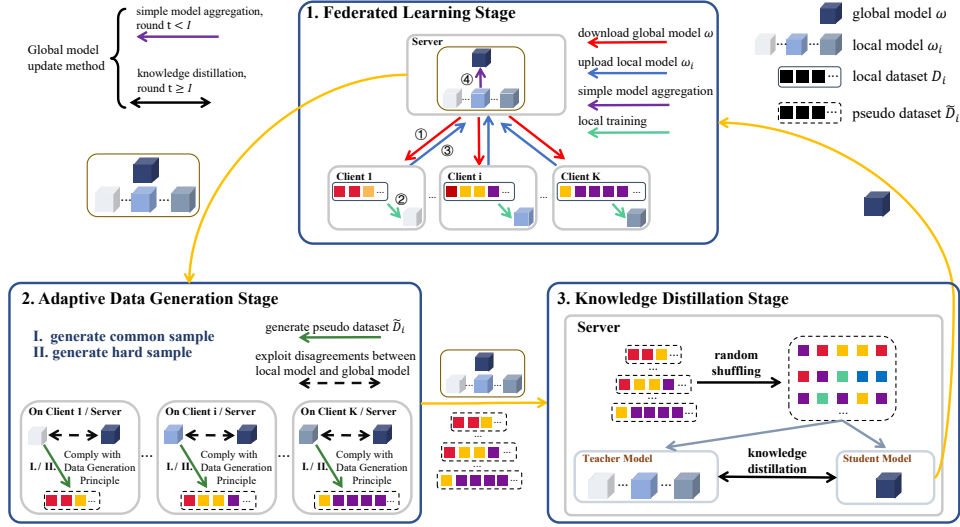 simple model aggregation,
round t < I
Global model
update method
knowledge distillation,
round t ≥ I
1. Federated Learning Stage
Server
④
①
③
download global model ω
upload local model ωᵢ
simple model aggregation
local training
Client 1
...
②
...
Client i
...
...
Client K
...
global model ω
... ...
local model ωᵢ
...
local dataset Dᵢ
...
pseudo dataset D̃ᵢ
... ...
2. Adaptive Data Generation Stage
I. generate common sample
II. generate hard sample
generate pseudo dataset D̃ᵢ
exploit disagreements between
local model and global model
On Client 1 / Server
I. / II.
Comply with
Data Generation
Principle
...
...
On Client i / Server
I. / II.
Comply with
Data Generation
Principle
...
...
On Client K / Server
I. / II.
Comply with
Data Generation
Principle
...
... ...
...
...
...
...
...
3. Knowledge Distillation Stage
Server
...
...
...
...
...
random
shuffling
...
Teacher Model
... ...
knowledge
distillation
Student Model